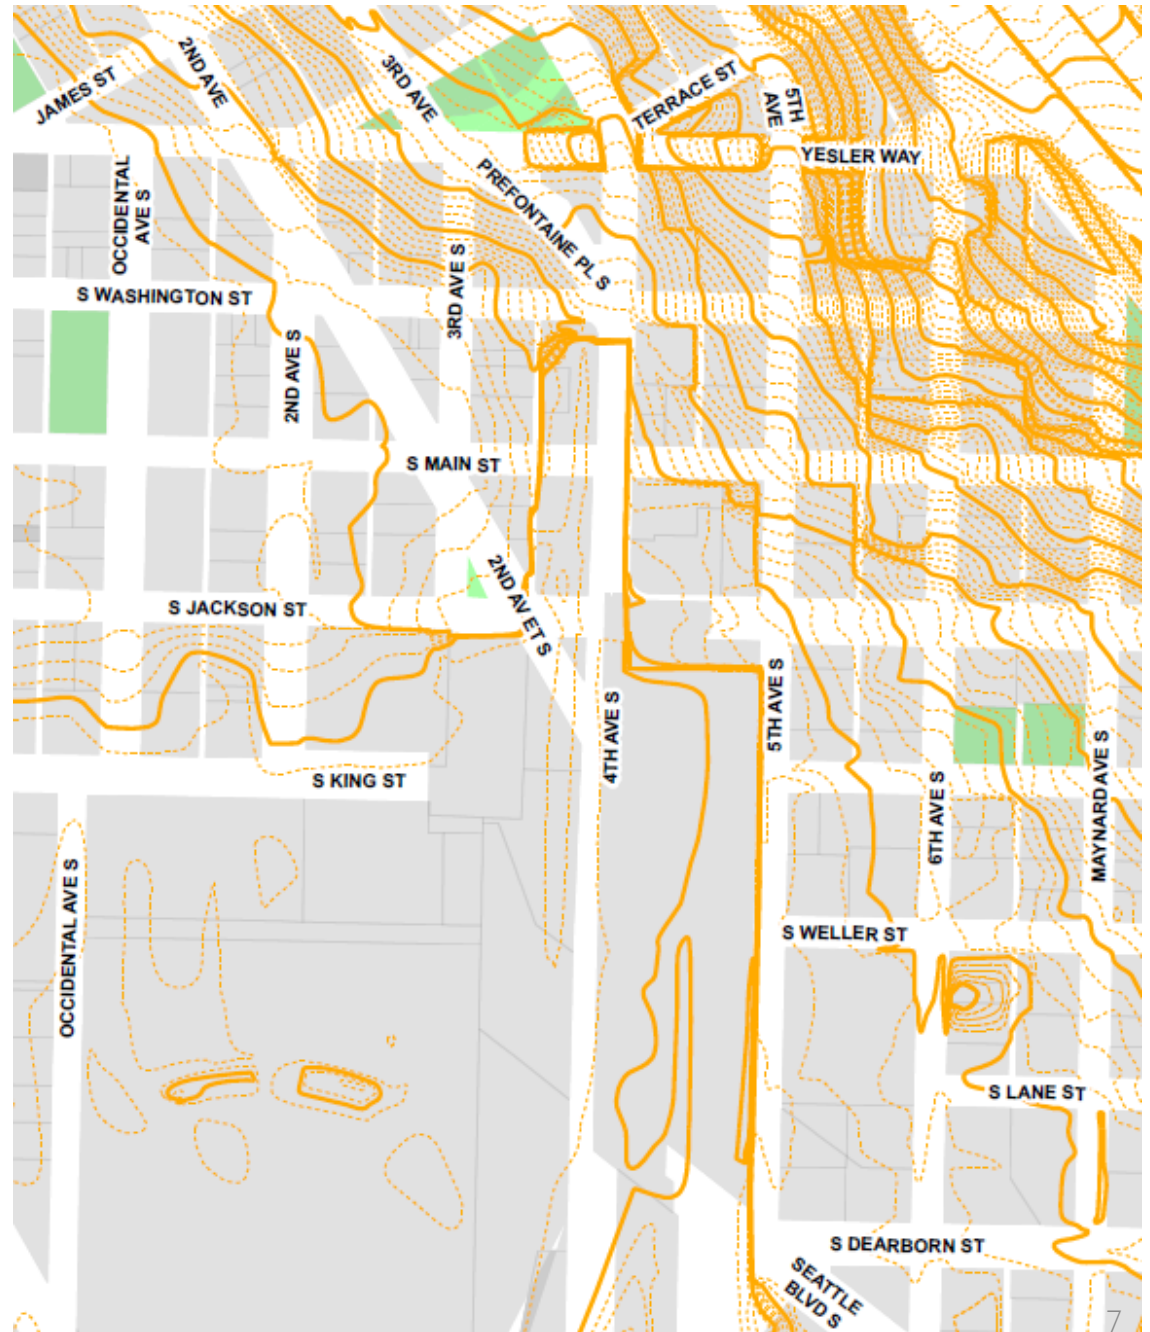 2ND AVE
3RD AVE
JAMES ST
TERRACE ST
5TH
AVE
YESLER WAY
OCCIDENTAL
AVE S
PREFONTAINE PL S
S WASHINGTON ST
3RD AVE S
2ND AVE S
S MAIN ST
2ND AV ET S
S JACKSON ST
4TH AVE S
5TH AVE S
S KING ST
6TH AVE S
MAYNARD AVE S
OCCIDENTAL AVE S
S WELLER ST
S LANE ST
S DEARBORN ST
SEATTLE
BLVD S
7